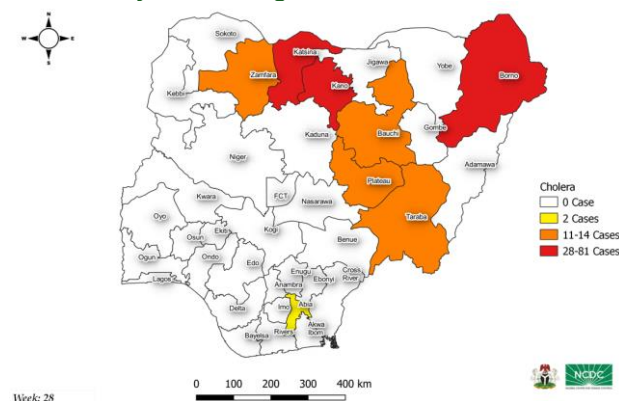 N
W E
S
Sokoto
Katsina
Zamfara
Kano
Jigawa
Yobe
Borno
Kebbi
Kaduna
Bauchi
Gombe
Adamawa
Niger
Plateau
FCT
Nasarawa
Taraba
Kwara
Oyo
Kogi
Benue
Osun
Ekiti
Ogun
Ondo
Edo
Enugu
Ebonyi
Cross
River
Lagos
Anambra
Delta
Imo
Abia
Bayelsa
Rivers
Akwa
Ibom
Cholera
0 Case
2 Cases
11-14 Cases
28-81 Cases
Week: 28
0 100 200 300 400 km
NCDC